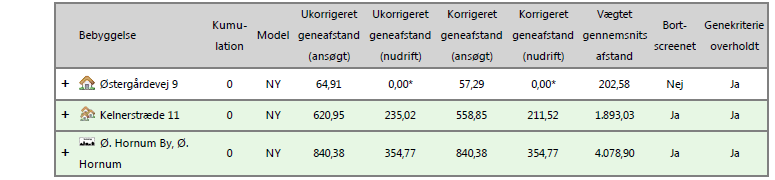 Bebyggelse Kumu-lation Model Ukorrigeret geneafstand (ansøgt) Ukorrigeret geneafstand (nudrift) Korrigeret geneafstand (ansøgt) Korrigeret geneafstand (nudrift) Vægtet gennemsnits afstand Bort-screenet Genekriterie overholdt
+ Østergårdevej 9 0 NY 64,91 0,00* 57,29 0,00* 202,58 Nej Ja
+ Kelnerstræde 11 0 NY 620,95 235,02 558,85 211,52 1.893,03 Ja Ja
+ Ø. Hornum By, Ø. Hornum 0 NY 840,38 354,77 840,38 354,77 4.078,90 Ja Ja